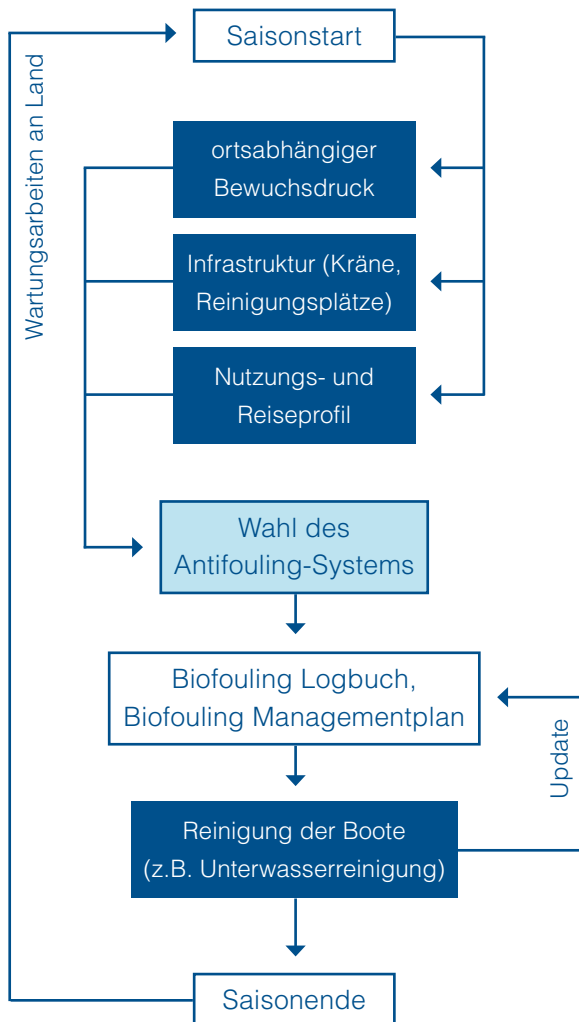 Saisonstart
Wartungsarbeiten an Land
ortsabhängiger
Bewuchsdruck
Infrastruktur (Kräne,
Reinigungsplätze)
Nutzungs- und
Reiseprofil
Wahl des
Antifouling-Systems
Biofouling Logbuch,
Biofouling Managementplan
Update
Reinigung der Boote
(z.B. Unterwasserreinigung)
Saisonende